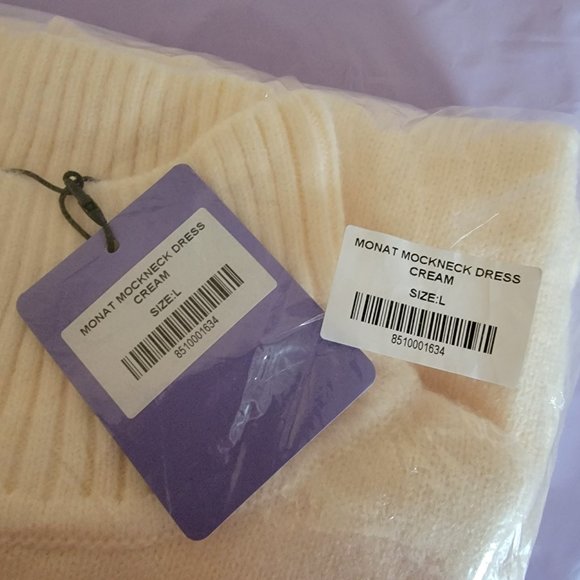 MONAT MOCKNECK DRESS
CREAM
SIZE:L
8510001634
MONAT MOCKNECK DRESS
CREAM
SIZE:L
8510001634